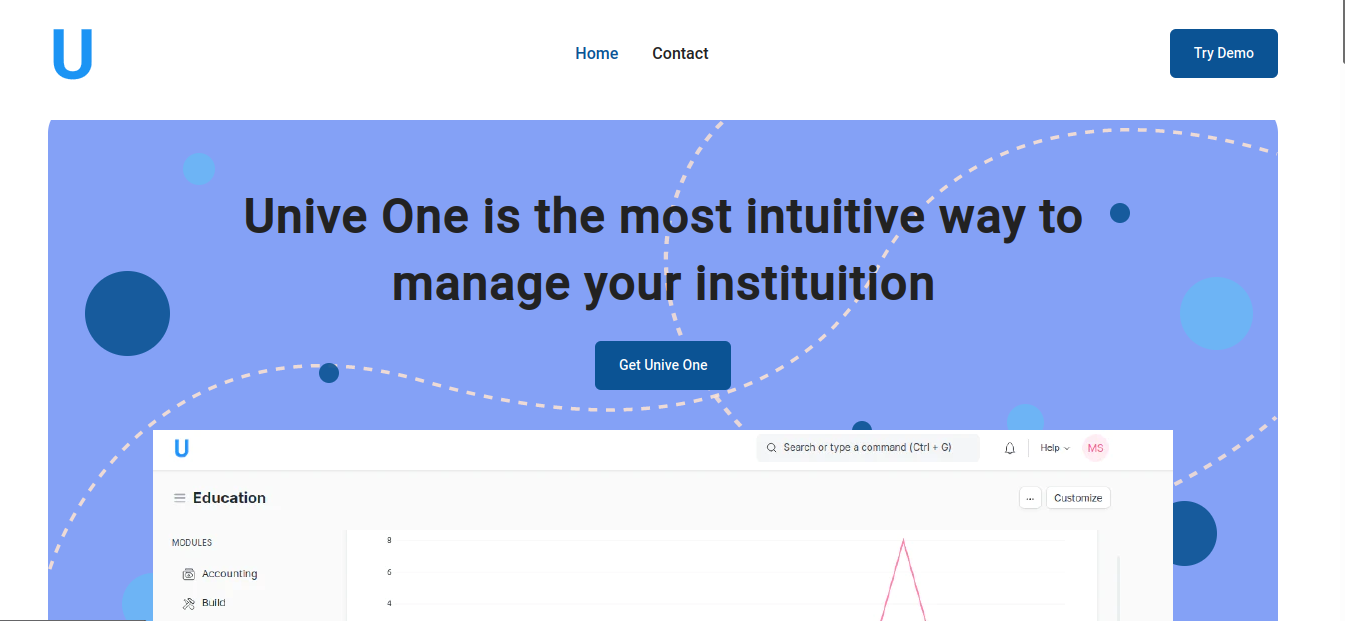 U
Home Contact Try Demo
Unive One is the most intuitive way to
manage your instituition
Get Unive One
U Search or type a command (Ctrl + G) Help MS
Education ... Customize
MODULES
8
Accounting
6
Build
4